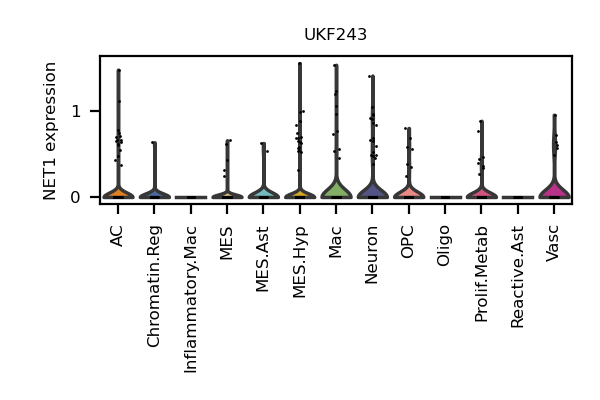 UKF243
NET1 expression
1
0
AC
Chromatin.Reg
Inflammatory.Mac
MES
MES.Ast
MES.Hyp
Mac
Neuron
OPC
Oligo
Prolif.Metab
Reactive.Ast
Vasc